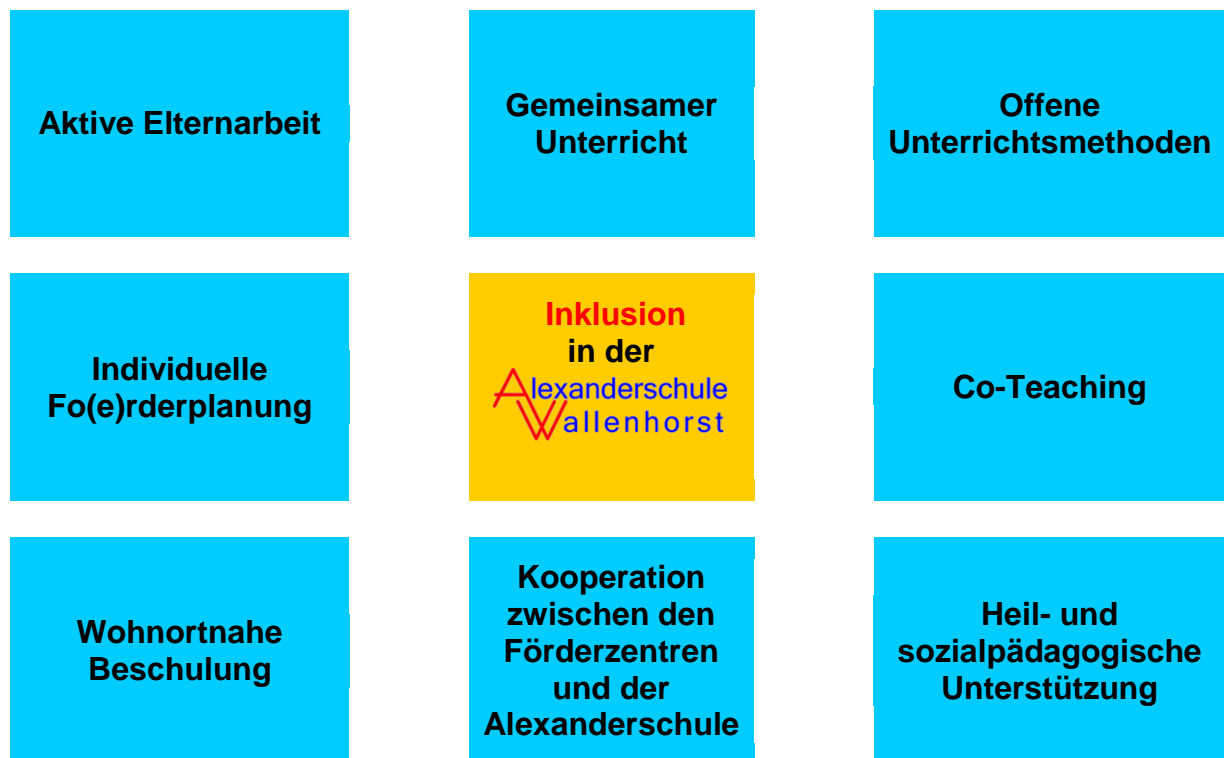 Aktive Elternarbeit
Gemeinsamer
Unterricht
Offene
Unterrichtsmethoden
Individuelle
Fo(e)rderplanung
Inklusion
in der
Alexanderschule
Wallenhorst
Co-Teaching
Wohnortnahe
Beschulung
Kooperation
zwischen den
Förderzentren
und der
Alexanderschule
Heil- und
sozialpädagogische
Unterstützung